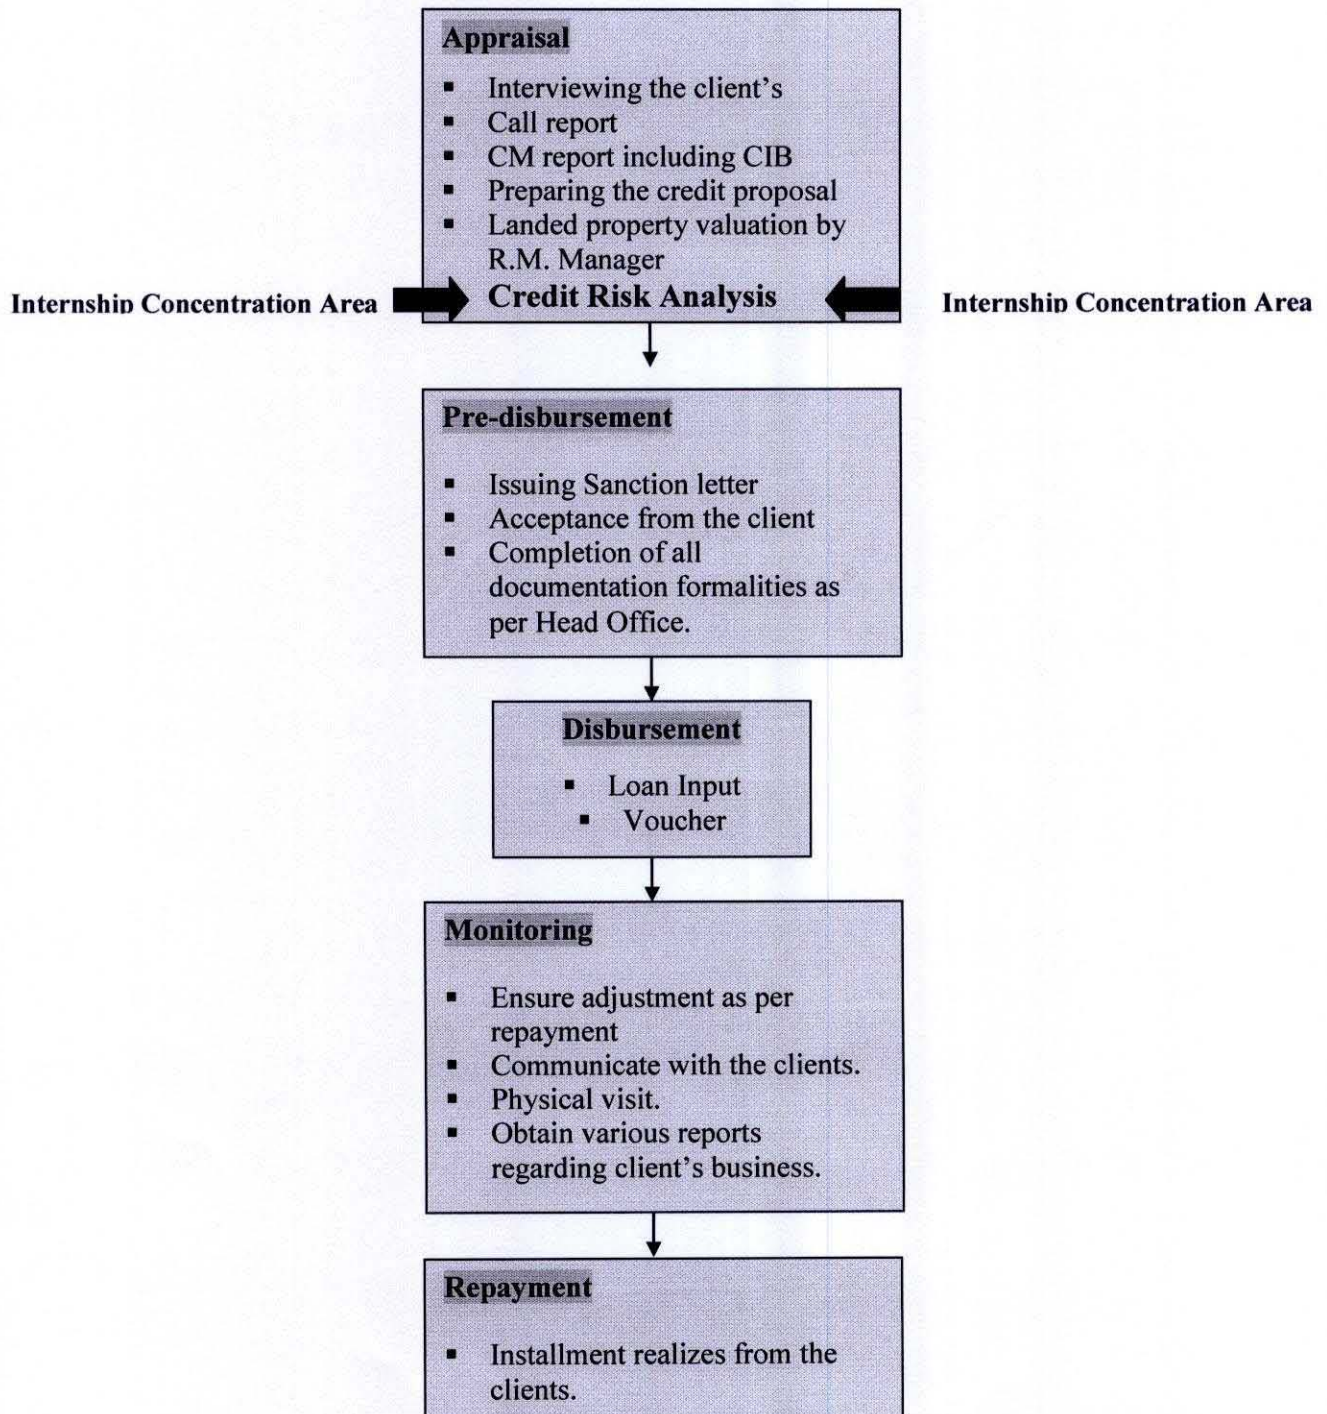 Appraisal
▪ Interviewing the client's
▪ Call report
▪ CM report including CIB
▪ Preparing the credit proposal
▪ Landed property valuation by
R.M. Manager
Internship Concentration Area
Credit Risk Analysis
Internship Concentration Area
Pre-disbursement
▪ Issuing Sanction letter
▪ Acceptance from the client
▪ Completion of all
documentation formalities as
per Head Office.
Disbursement
▪ Loan Input
▪ Voucher
Monitoring
▪ Ensure adjustment as per
repayment
▪ Communicate with the clients.
▪ Physical visit.
▪ Obtain various reports
regarding client's business.
Repayment
▪ Installment realizes from the
clients.